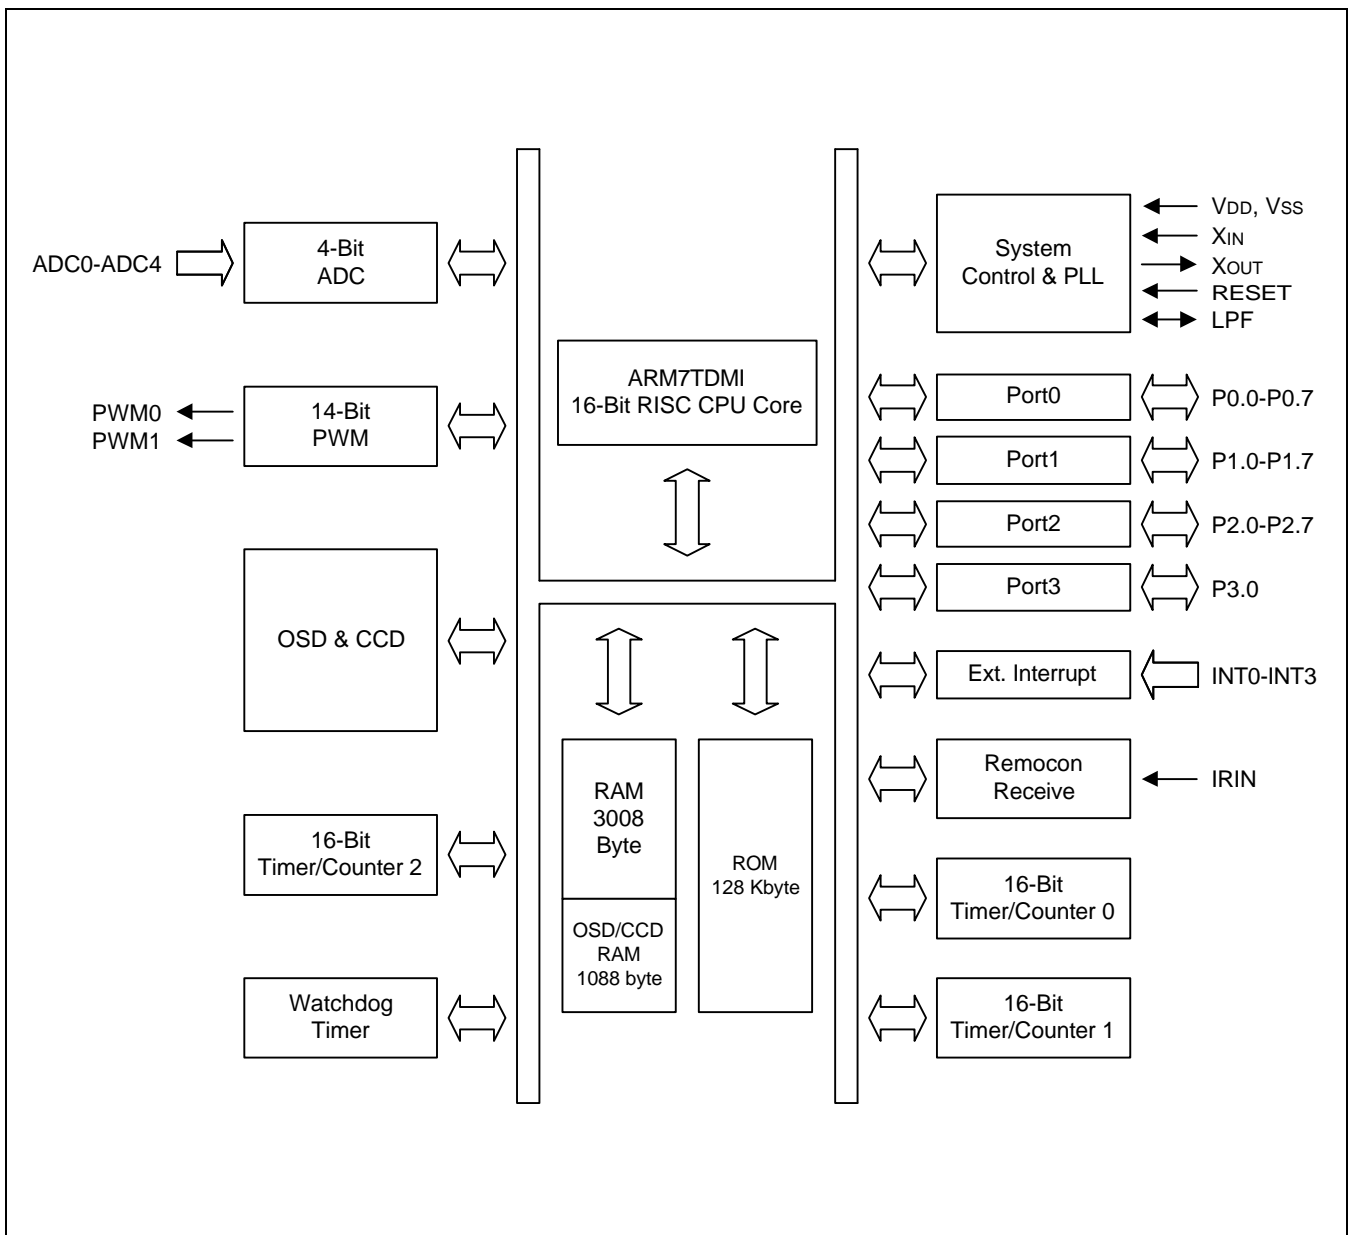 ADC0-ADC4
4-Bit
ADC
PWM0
PWM1
14-Bit
PWM
OSD & CCD
16-Bit
Timer/Counter 2
Watchdog
Timer
ARM7TDMI
16-Bit RISC CPU Core
RAM
3008
Byte
OSD/CCD
RAM
1088 byte
ROM
128 Kbyte
System
Control & PLL
VDD, VSS
XIN
XOUT
RESET
LPF
Port0
P0.0-P0.7
Port1
P1.0-P1.7
Port2
P2.0-P2.7
Port3
P3.0
Ext. Interrupt
INT0-INT3
Remocon
Receive
IRIN
16-Bit
Timer/Counter 0
16-Bit
Timer/Counter 1